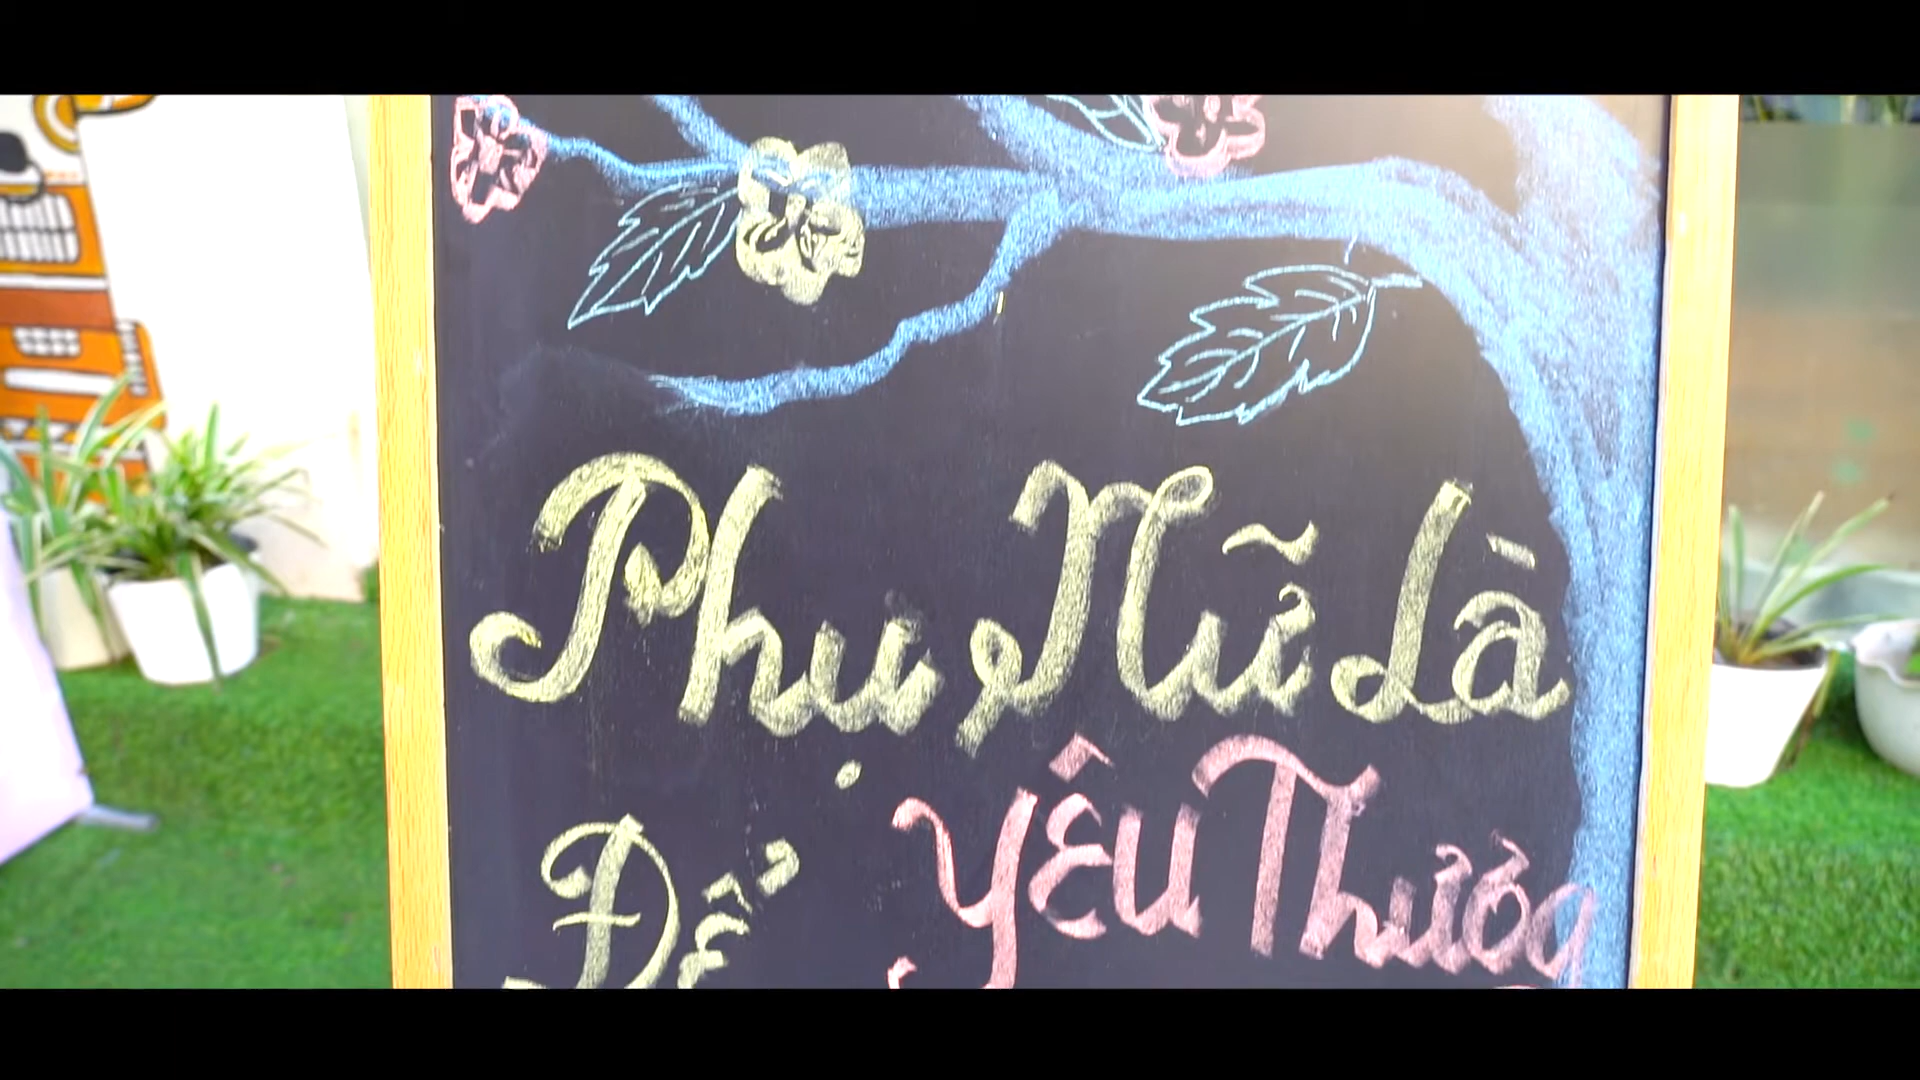 Phụ Nữ Là
Để Yêu Thương